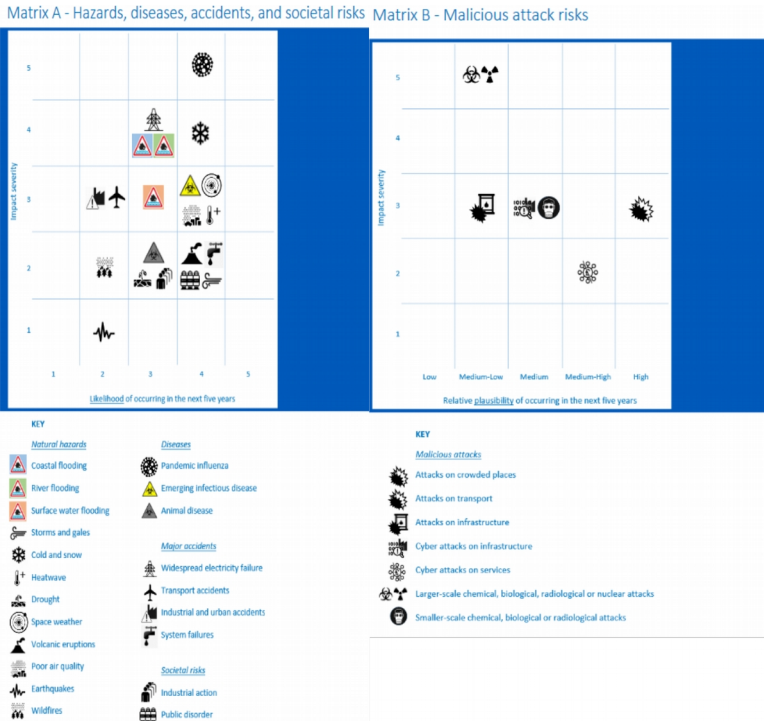 Matrix A - Hazards, diseases, accidents, and societal risks
5
4
3
2
1
Impact severity
1 2 3 4 5
Likelihood of occurring in the next five years
KEY
Natural hazards
Coastal flooding
River flooding
Surface water flooding
Storms and gales
Cold and snow
Heatwave
Drought
Space weather
Volcanic eruptions
Poor air quality
Earthquakes
Wildfires
Diseases
Pandemic influenza
Emerging infectious disease
Animal disease
Major accidents
Widespread electricity failure
Transport accidents
Industrial and urban accidents
System failures
Societal risks
Industrial action
Public disorder
Matrix B - Malicious attack risks
5
4
3
2
1
Impact severity
Low Medium-Low Medium Medium-High High
Relative plausibility of occurring in the next five years
KEY
Malicious attacks
Attacks on crowded places
Attacks on transport
Attacks on infrastructure
Cyber attacks on infrastructure
Cyber attacks on services
Larger-scale chemical, biological, radiological or nuclear attacks
Smaller-scale chemical, biological or radiological attacks